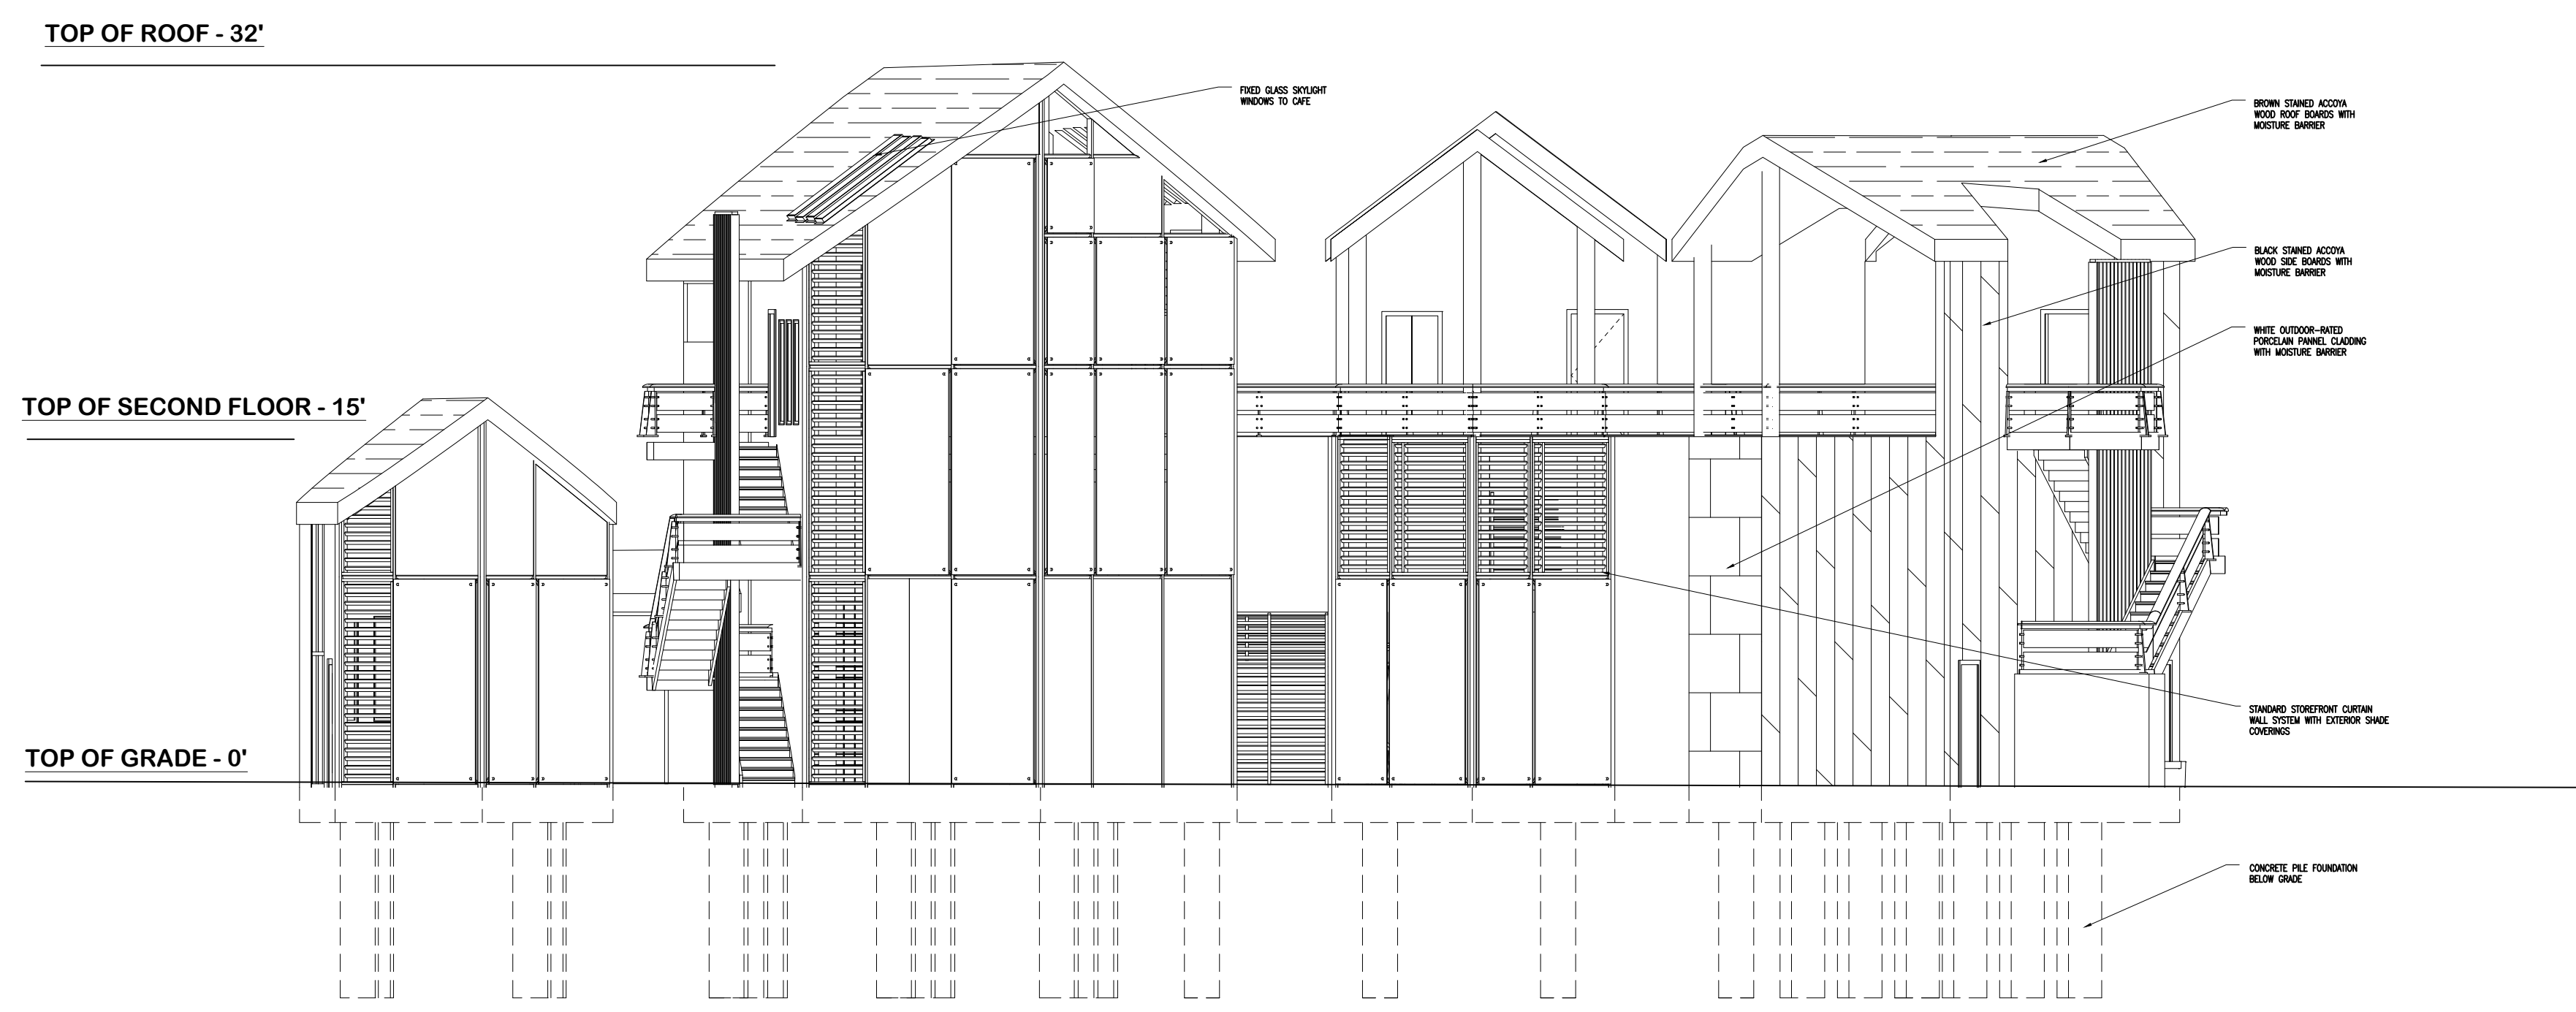 TOP OF ROOF - 32'
FIXED GLASS SKYLIGHT
WINDOWS TO CAFE
BROWN STAINED ACCOYA
WOOD ROOF BOARDS WITH
MOISTURE BARRIER
BLACK STAINED ACCOYA
WOOD SIDE BOARDS WITH
MOISTURE BARRIER
WHITE OUTDOOR-RATED
PORCELAIN PANNEL CLADDING
WITH MOISTURE BARRIER
TOP OF SECOND FLOOR - 15'
STANDARD STOREFRONT CURTAIN
WALL SYSTEM WITH EXTERIOR SHADE
COVERINGS
TOP OF GRADE - 0'
CONCRETE PILE FOUNDATION
BELOW GRADE